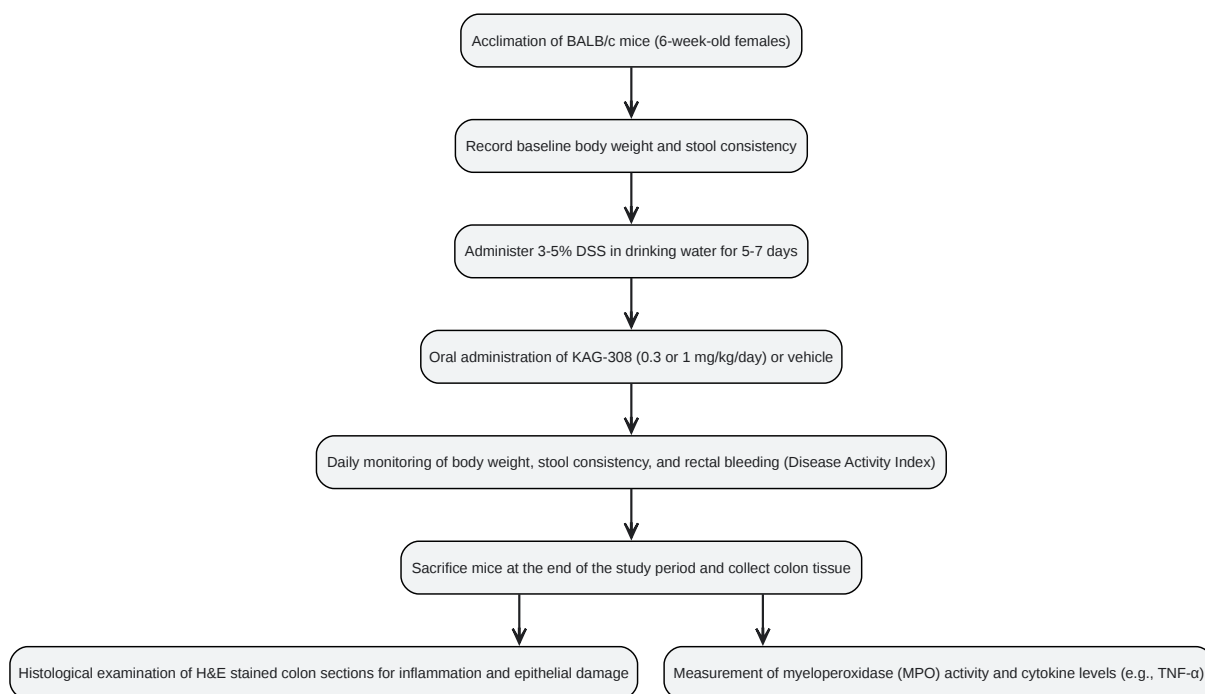 Acclimation of BALB/c mice (6-week-old females)
Record baseline body weight and stool consistency
Administer 3-5% DSS in drinking water for 5-7 days
Oral administration of KAG-308 (0.3 or 1 mg/kg/day) or vehicle
Daily monitoring of body weight, stool consistency, and rectal bleeding (Disease Activity Index)
Sacrifice mice at the end of the study period and collect colon tissue
Histological examination of H&E stained colon sections for inflammation and epithelial damage
Measurement of myeloperoxidase (MPO) activity and cytokine levels (e.g., TNF-α)